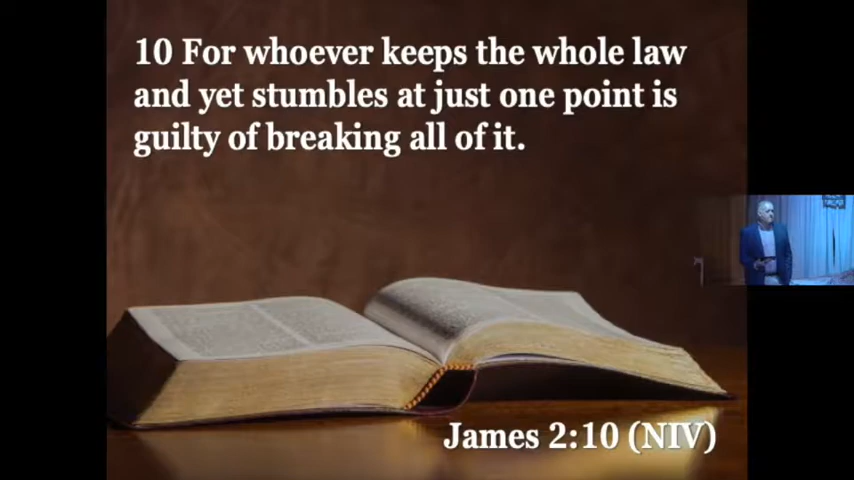 10 For whoever keeps the whole law
and yet stumbles at just one point is
guilty of breaking all of it.
James 2:10 (NIV)